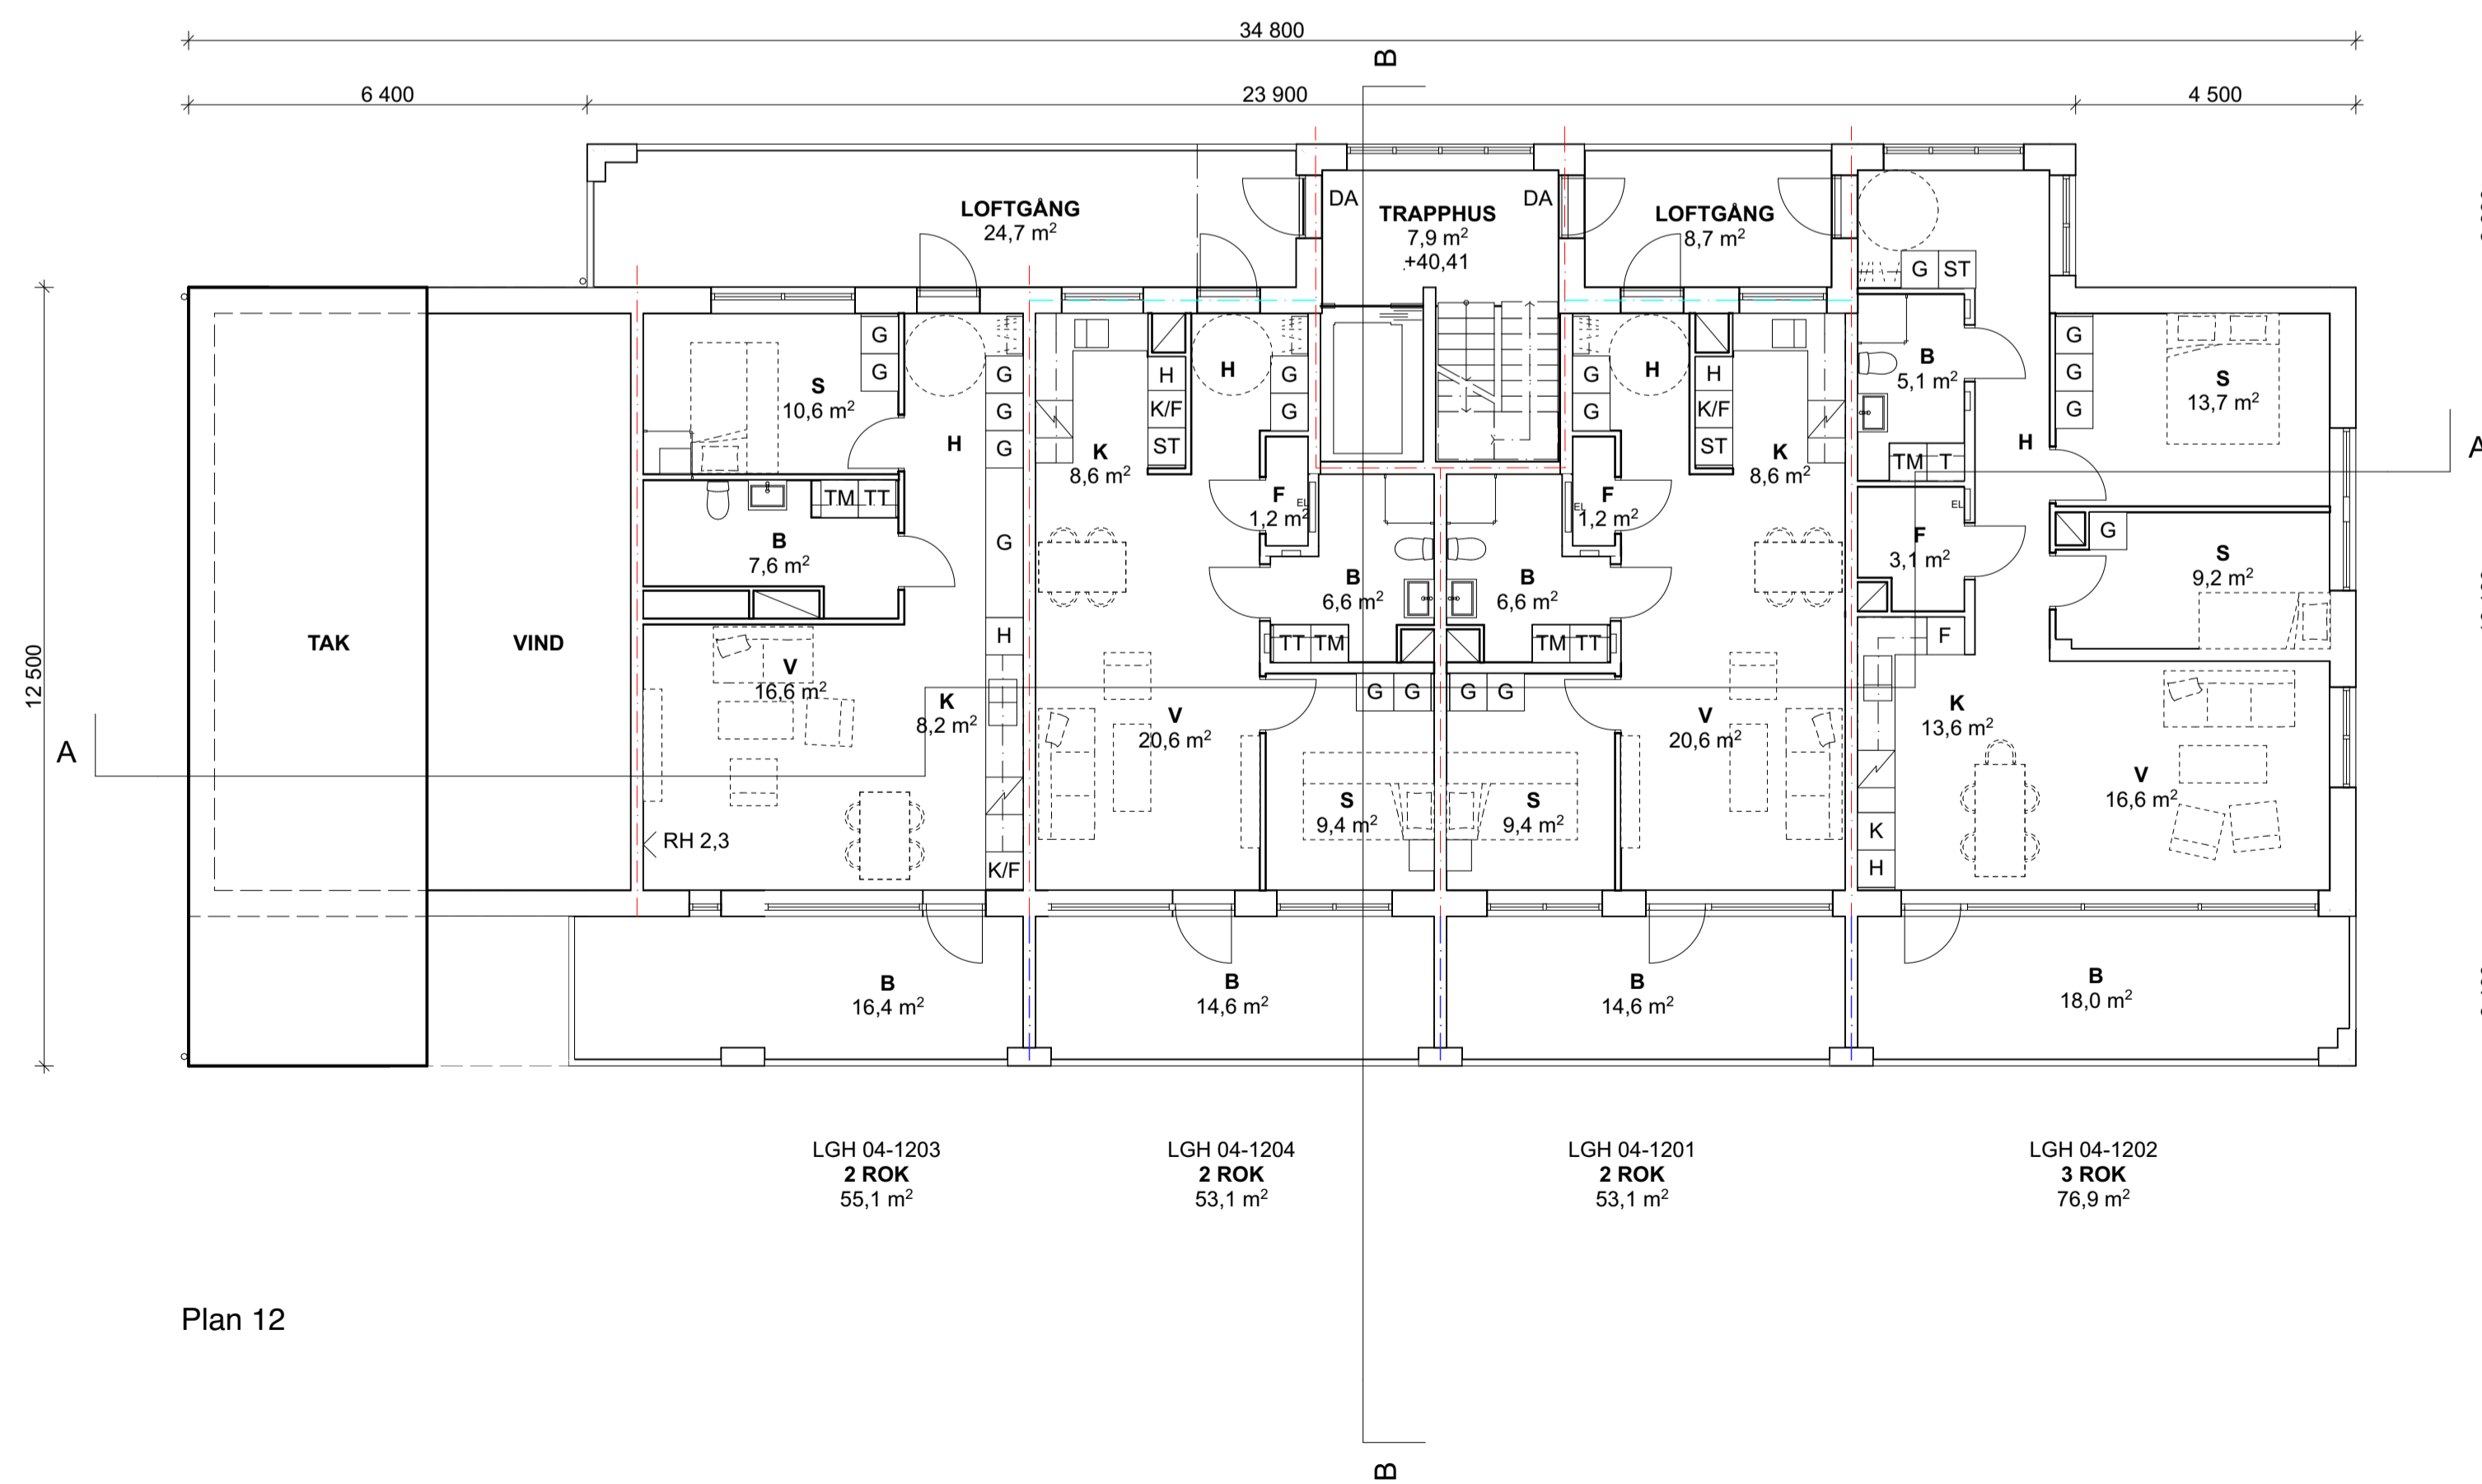 34 800
B
6 400
23 900
4 500
LOFTGÅNG
24,7 m²
DA
TRAPPHUS
7,9 m²
+40,41
DA
LOFTGÅNG
8,7 m²
G
ST
12 500
TAK
VIND
S
10,6 m²
G
G
H
G
G
G
G
H
B
7,6 m²
TM
TT
V
16,6 m²
K
8,2 m²
K/F
RH 2,3
K
8,6 m²
H
K/F
ST
H
G
G
F
1,2 m²
EL
B
6,6 m²
TT
TM
G
G
V
20,6 m²
S
9,4 m²
G
G
H
H
K/F
ST
K
8,6 m²
F
1,2 m²
EL
B
6,6 m²
TM
TT
G
G
V
20,6 m²
S
9,4 m²
B
5,1 m²
TM
T
H
G
G
G
S
13,7 m²
F
3,1 m²
EL
G
S
9,2 m²
F
K
13,6 m²
K
H
V
16,6 m²
A
A
B
16,4 m²
B
14,6 m²
B
14,6 m²
B
18,0 m²
LGH 04-1203
2 ROK
55,1 m²
LGH 04-1204
2 ROK
53,1 m²
LGH 04-1201
2 ROK
53,1 m²
LGH 04-1202
3 ROK
76,9 m²
Plan 12
B